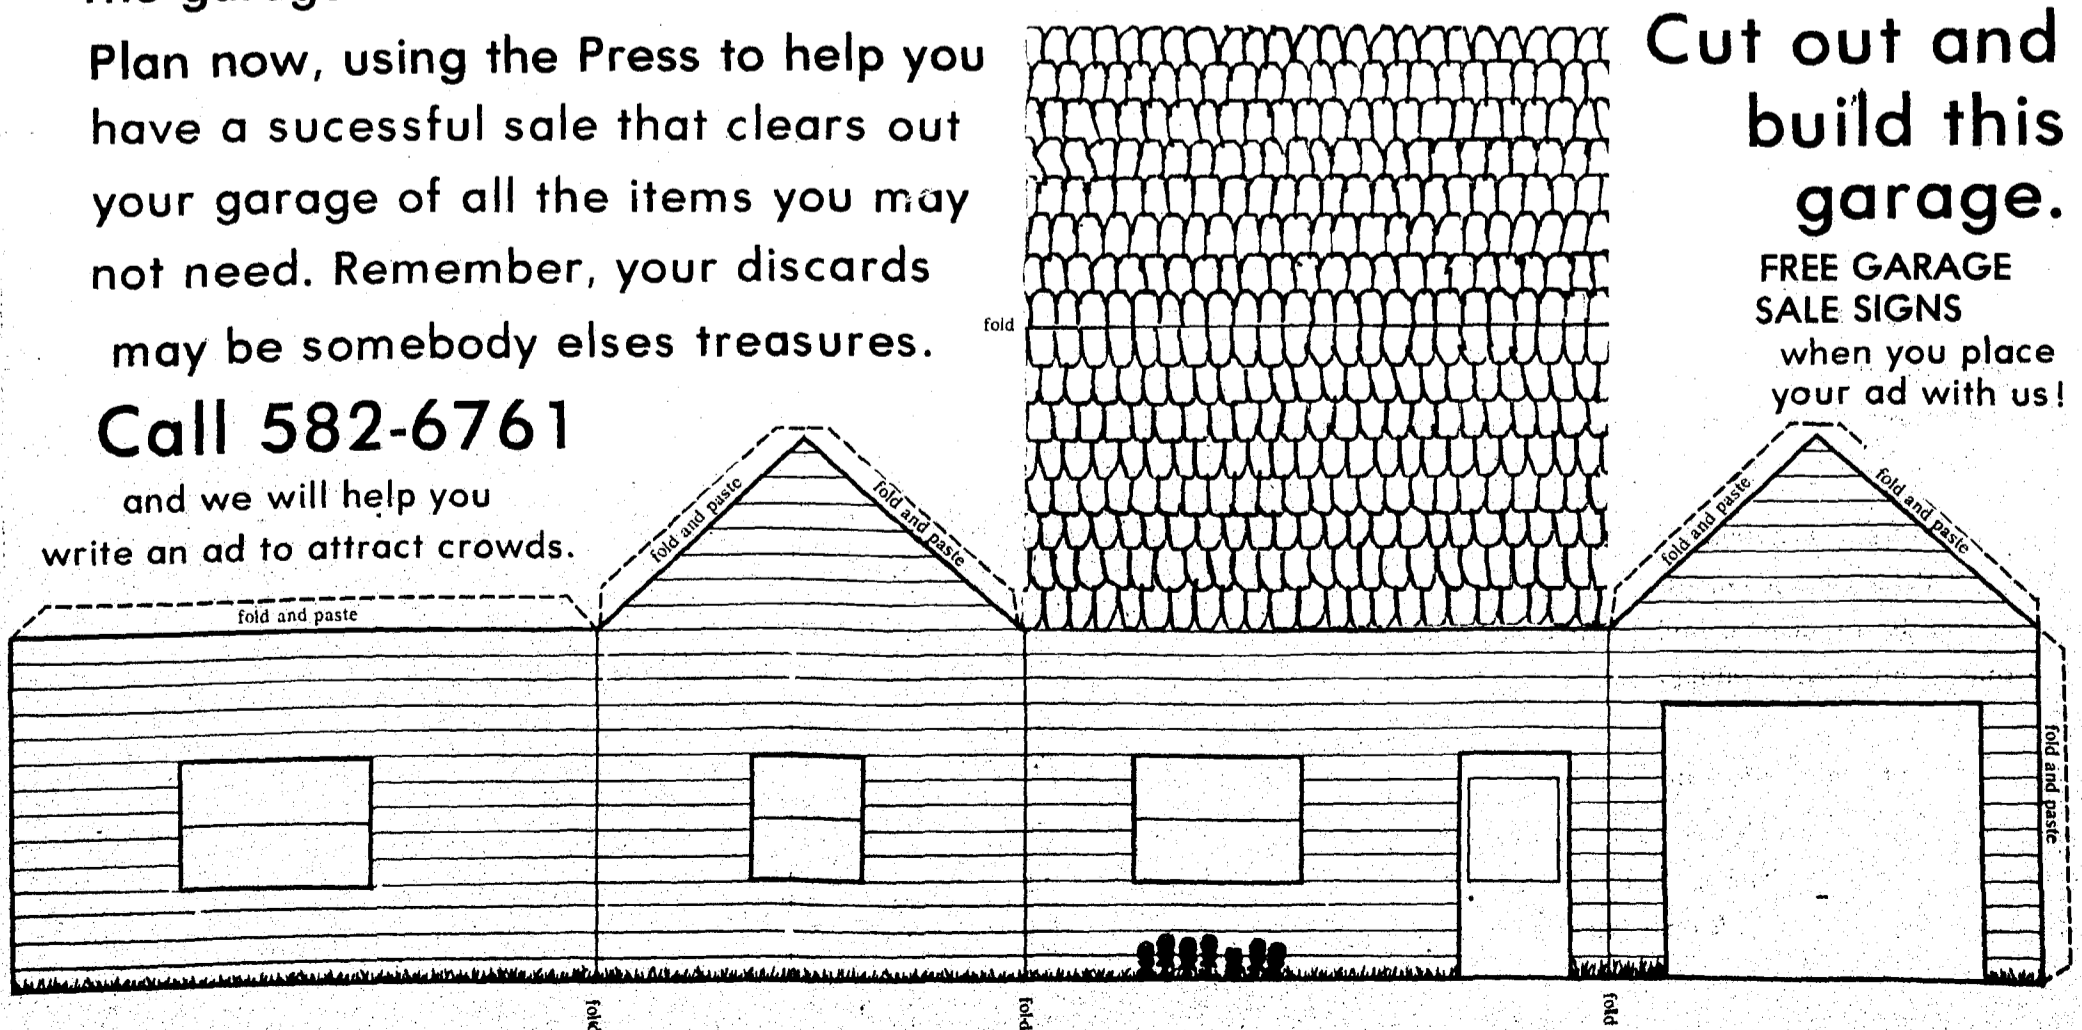 Plan now, using the Press to help you
have a sucessful sale that clears out
your garage of all the items you may
not need. Remember, your discards
may be somebody elses treasures.
Call 582-6761
and we will help you
write an ad to attract crowds.
Cut out and
build this
garage.
FREE GARAGE
SALE SIGNS
when you place
your ad with us!
fold
fold and paste
fold and paste
fold and paste
fold and paste
fold and paste
fold and paste
fold
fold
fold